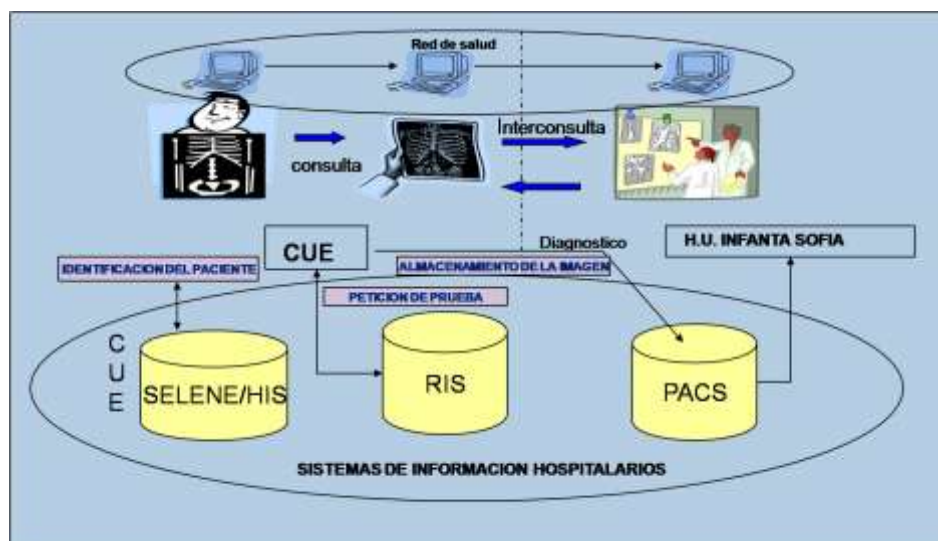 Red de salud
Interconsulta
consulta
CUE
Diagnostico
H.U. INFANTA SOFIA
IDENTIFICACION DEL PACIENTE
ALMACENAMIENTO DE LA IMAGEN
PETICION DE PRUEBA
C
U
E
SELENE/HIS
RIS
PACS
SISTEMAS DE INFORMACION HOSPITALARIOS